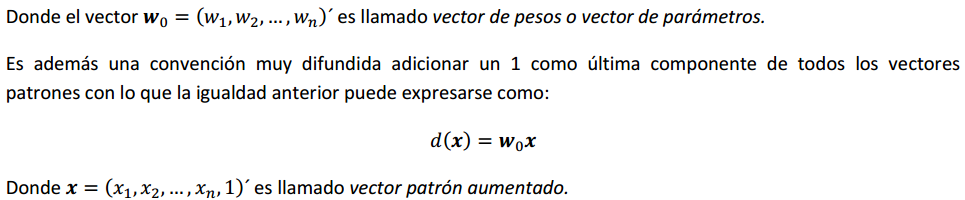 Donde el vector 𝒘₀ = (𝑤₁, 𝑤₂, … , 𝑤ₙ)´ es llamado vector de pesos o vector de parámetros.
Es además una convención muy difundida adicionar un 1 como última componente de todos los vectores
patrones con lo que la igualdad anterior puede expresarse como:
𝑑(𝒙) = 𝒘₀𝒙
Donde 𝒙 = (𝑥₁, 𝑥₂, … , 𝑥ₙ, 1)´ es llamado vector patrón aumentado.